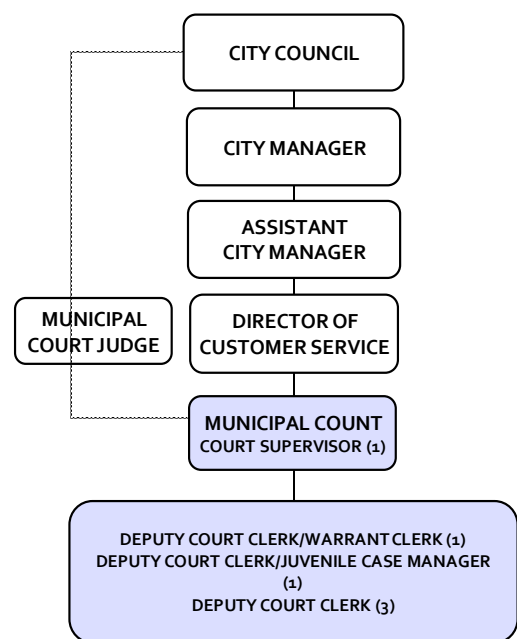 CITY COUNCIL
CITY MANAGER
ASSISTANT
CITY MANAGER
MUNICIPAL
COURT JUDGE
DIRECTOR OF
CUSTOMER SERVICE
MUNICIPAL COUNT
COURT SUPERVISOR (1)
DEPUTY COURT CLERK/WARRANT CLERK (1)
DEPUTY COURT CLERK/JUVENILE CASE MANAGER
(1)
DEPUTY COURT CLERK (3)